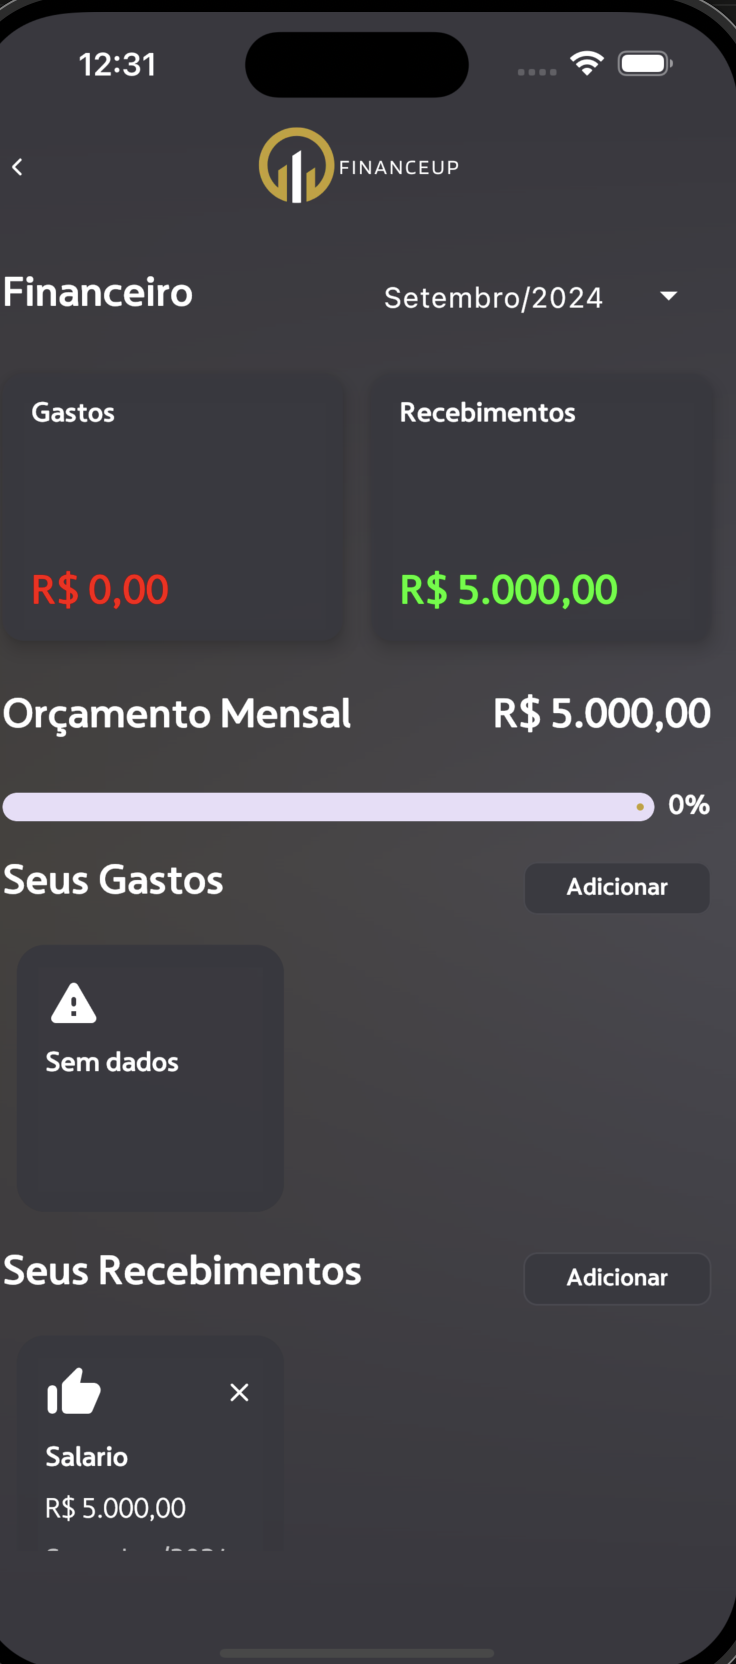 12:31
FINANCEUP
Financeiro
Setembro/2024
Gastos
Recebimentos
R$ 0,00
R$ 5.000,00
Orçamento Mensal
R$ 5.000,00
0%
Seus Gastos
Adicionar
Sem dados
Seus Recebimentos
Adicionar
Salario
R$ 5.000,00